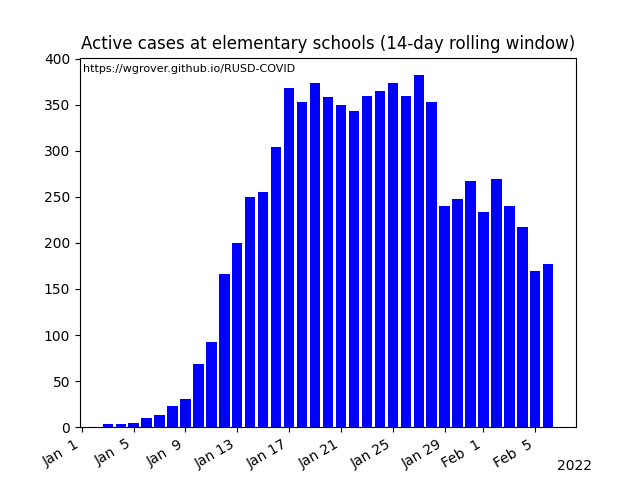 Active cases at elementary schools (14-day rolling window)
https://wgrover.github.io/RUSD-COVID
400
350
300
250
200
150
100
50
0
Jan 1
Jan 5
Jan 9
Jan 13
Jan 17
Jan 21
Jan 25
Jan 29
Feb 1
Feb 5
2022